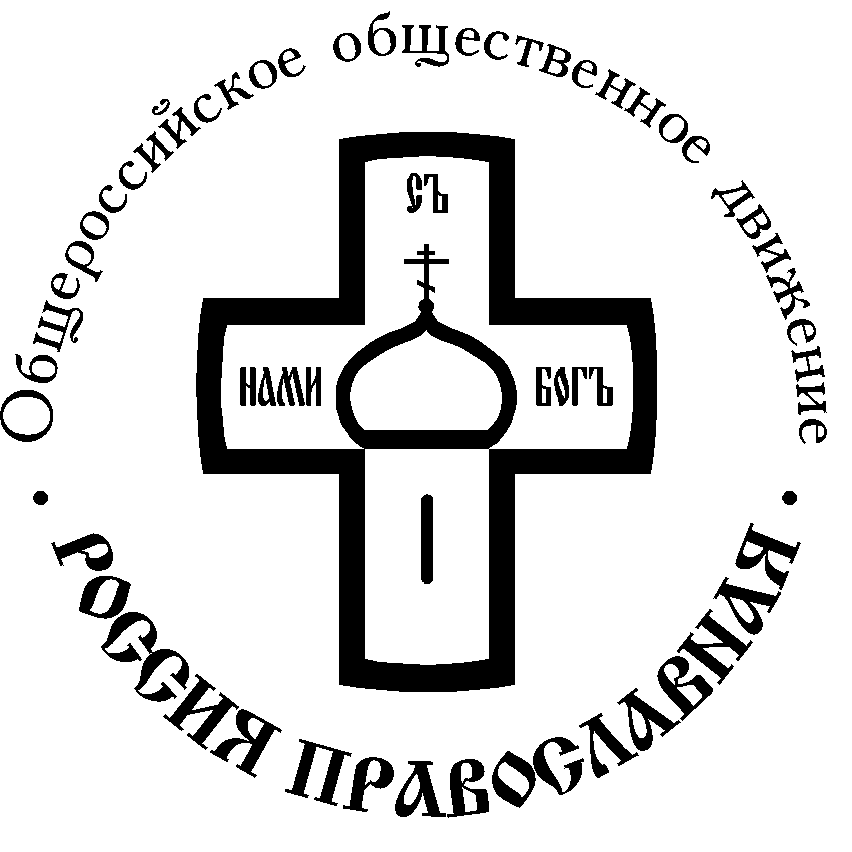 Общероссийское общественное движение
Съ
НАМИ БОГЪ
• РОССИЯ ПРАВОСЛАВНАЯ •